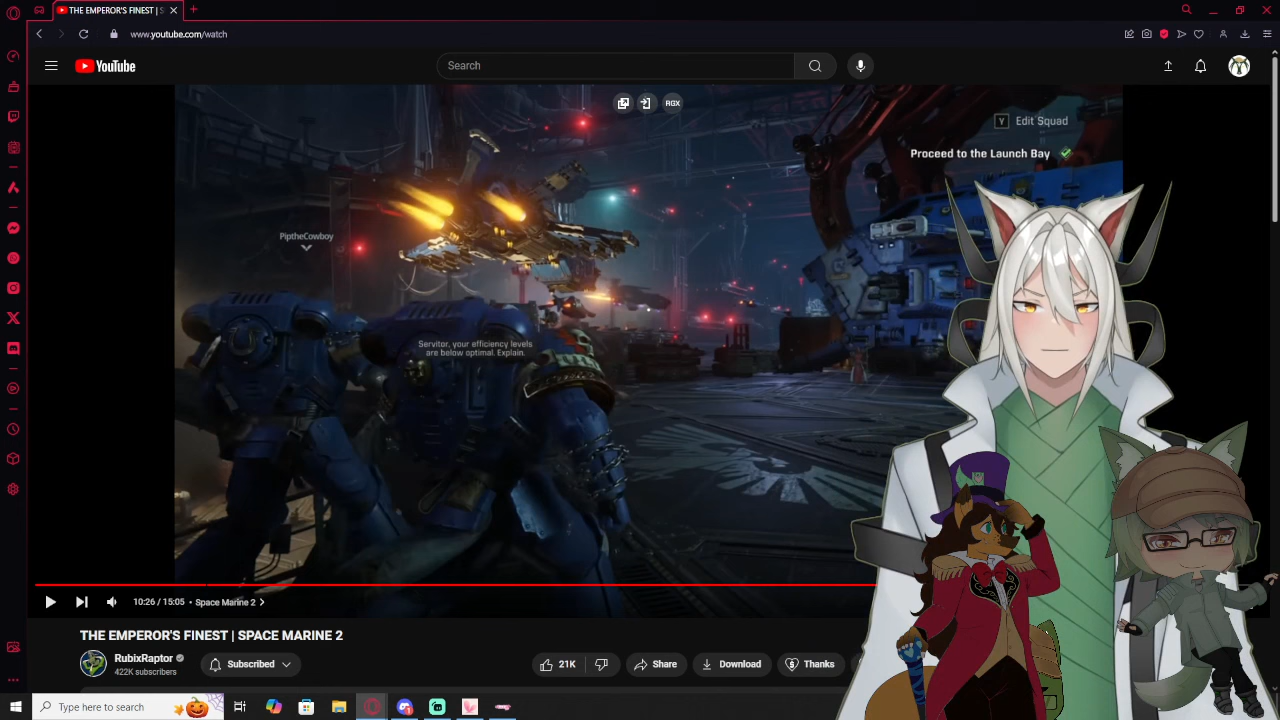 THE EMPEROR'S FINEST | S
www.youtube.com/watch
YouTube
Search
RGX
Y Edit Squad
Proceed to the Launch Bay
PiptheCowboy
Servitor, your efficiency levels
are below optimal. Explain.
10:26 / 15:05 • Space Marine 2
THE EMPEROR'S FINEST | SPACE MARINE 2
RubixRaptor
422K subscribers
Subscribed
21K
Share
Download
Thanks
Type here to search